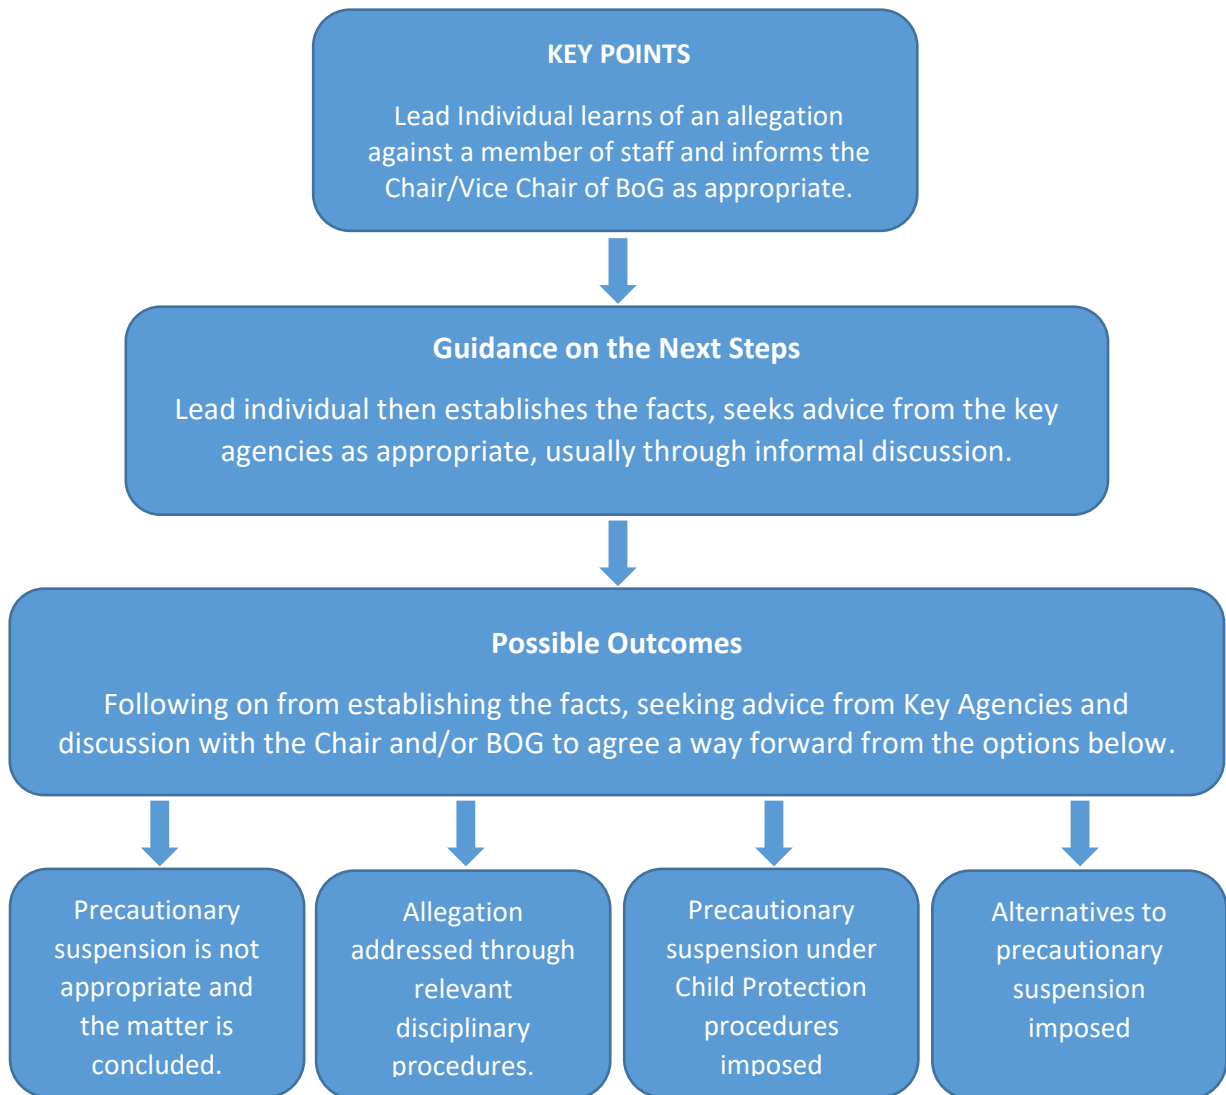 KEY POINTS
Lead Individual learns of an allegation
against a member of staff and informs the
Chair/Vice Chair of BoG as appropriate.
Guidance on the Next Steps
Lead individual then establishes the facts, seeks advice from the key
agencies as appropriate, usually through informal discussion.
Possible Outcomes
Following on from establishing the facts, seeking advice from Key Agencies and
discussion with the Chair and/or BOG to agree a way forward from the options below.
Precautionary
suspension is not
appropriate and
the matter is
concluded.
Allegation
addressed through
relevant
disciplinary
procedures.
Precautionary
suspension under
Child Protection
procedures
imposed
Alternatives to
precautionary
suspension
imposed